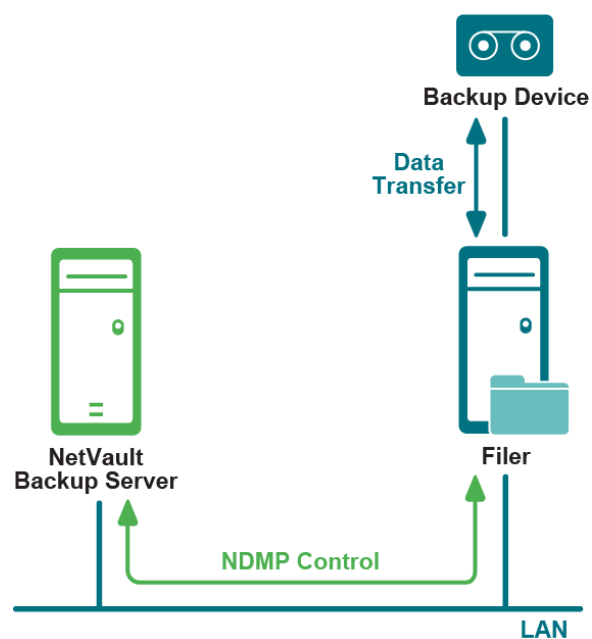 Backup Device
Data
Transfer
NetVault
Backup Server
Filer
NDMP Control
LAN